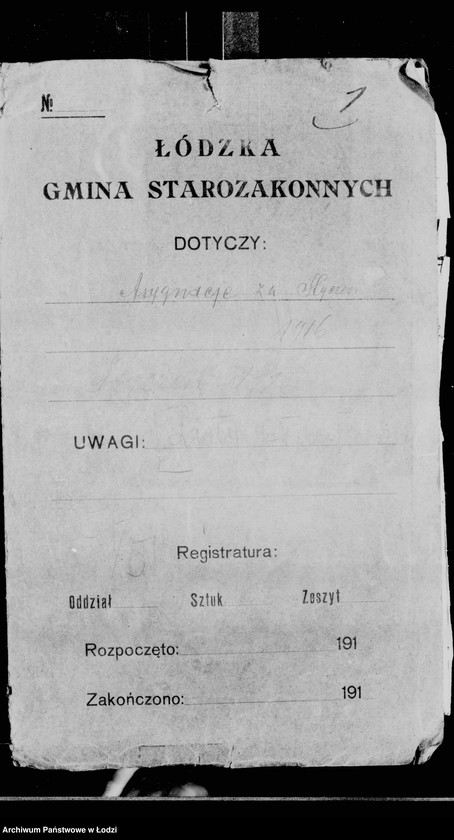 № 1
ŁÓDZKA
GMINA STAROZAKONNYCH
DOTYCZY:
Asygnacje za
UWAGI:
Registratura:
Oddział Sztuk Zeszyt
Rozpoczęto: 191
Zakończono: 191
Archiwum Państwowe w Łodzi